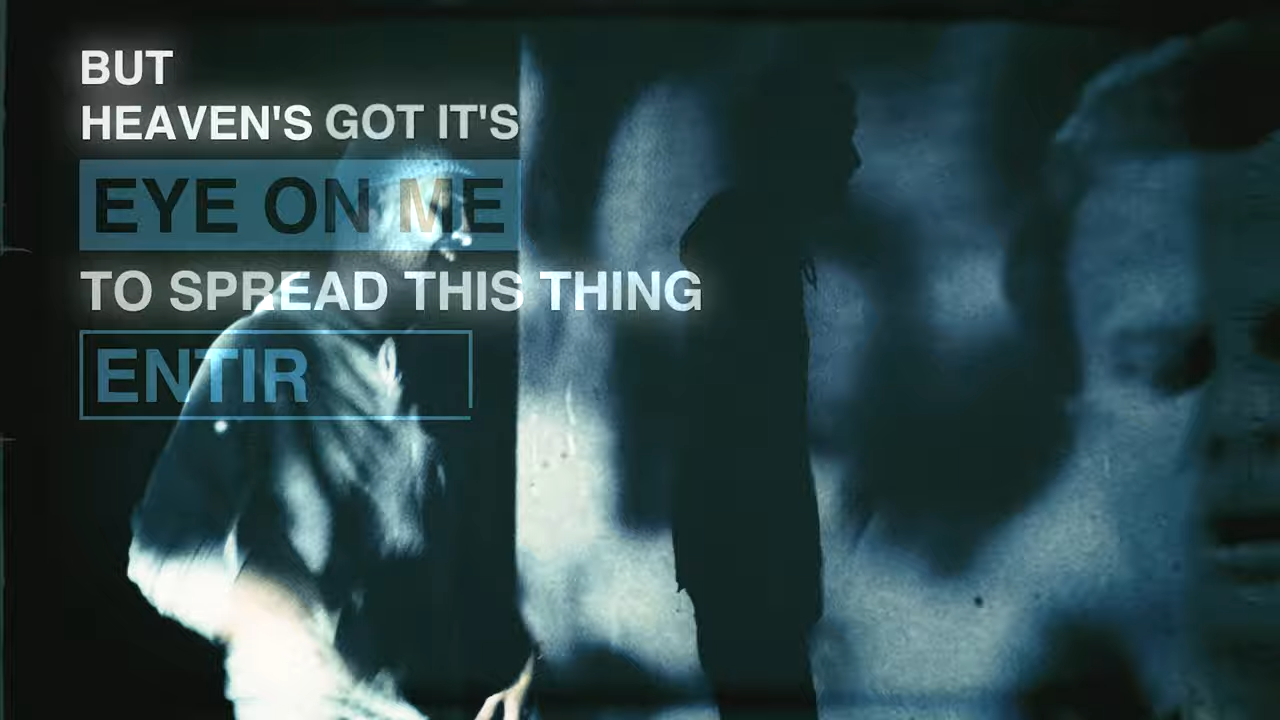 BUT
HEAVEN'S GOT IT'S
EYE ON ME
TO SPREAD THIS THING
ENTIR